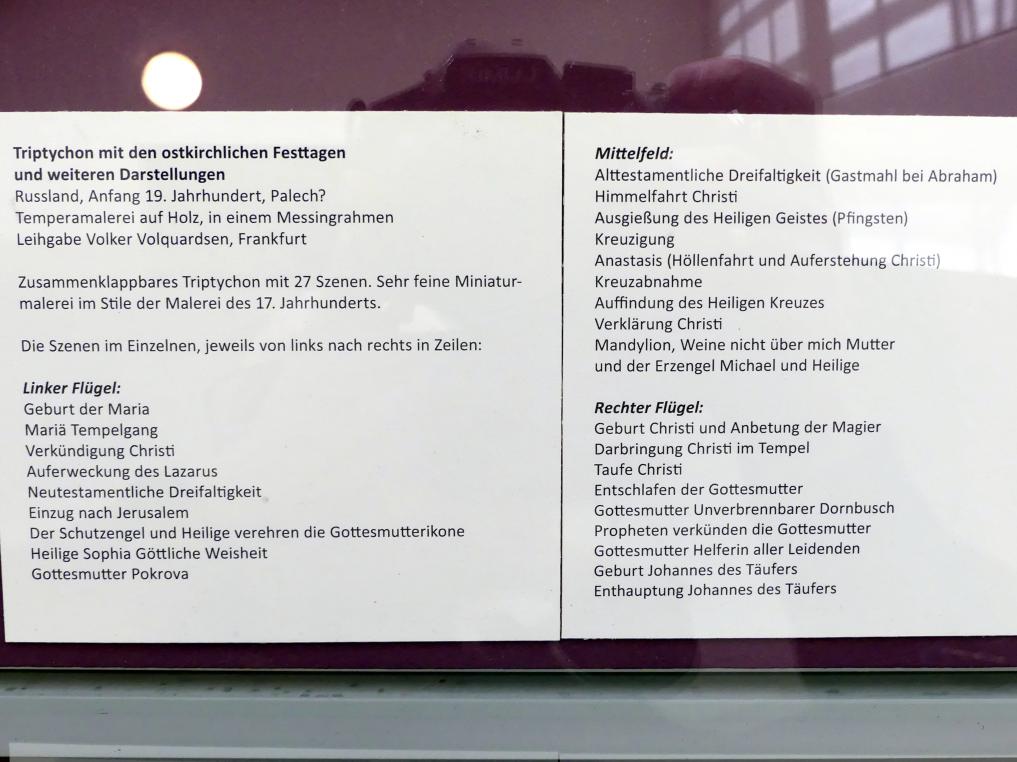 Triptychon mit den ostkirchlichen Festtagen
und weiteren Darstellungen
Russland, Anfang 19. Jahrhundert, Palech?
Temperamalerei auf Holz, in einem Messingrahmen
Leihgabe Volker Volquardsen, Frankfurt
Zusammenklappbares Triptychon mit 27 Szenen. Sehr feine Miniatur-
malerei im Stile der Malerei des 17. Jahrhunderts.
Die Szenen im Einzelnen, jeweils von links nach rechts in Zeilen:
Linker Flügel:
Geburt der Maria
Mariä Tempelgang
Verkündigung Christi
Auferweckung des Lazarus
Neutestamentliche Dreifaltigkeit
Einzug nach Jerusalem
Der Schutzengel und Heilige verehren die Gottesmutterikone
Heilige Sophia Göttliche Weisheit
Gottesmutter Pokrova
Mittelfeld:
Alttestamentliche Dreifaltigkeit (Gastmahl bei Abraham)
Himmelfahrt Christi
Ausgießung des Heiligen Geistes (Pfingsten)
Kreuzigung
Anastasis (Höllenfahrt und Auferstehung Christi)
Kreuzabnahme
Auffindung des Heiligen Kreuzes
Verklärung Christi
Mandylion, Weine nicht über mich Mutter
und der Erzengel Michael und Heilige
Rechter Flügel:
Geburt Christi und Anbetung der Magier
Darbringung Christi im Tempel
Taufe Christi
Entschlafen der Gottesmutter
Gottesmutter Unverbrennbarer Dornbusch
Propheten verkünden die Gottesmutter
Gottesmutter Helferin aller Leidenden
Geburt Johannes des Täufers
Enthauptung Johannes des Täufers